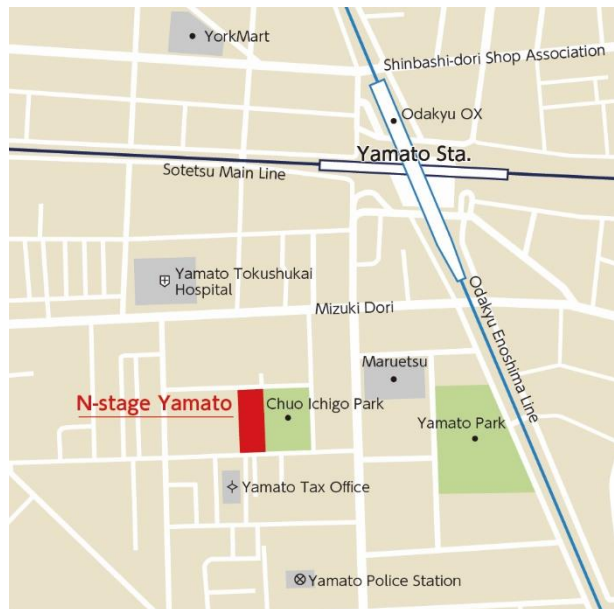 YorkMart
Shinbashi-dori Shop Association
Odakyu OX
Yamato Sta.
Sotetsu Main Line
Yamato Tokushukai
Hospital
Mizuki Dori
Odakyu Enoshima Line
Maruetsu
N-stage Yamato
Chuo Ichigo Park
Yamato Park
Yamato Tax Office
Yamato Police Station